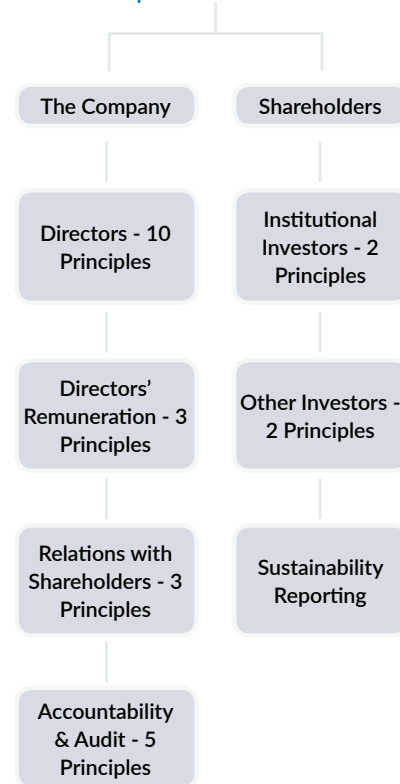 The Company
Directors - 10
Principles
Directors’
Remuneration - 3
Principles
Relations with
Shareholders - 3
Principles
Accountability
& Audit - 5
Principles
Shareholders
Institutional
Investors - 2
Principles
Other Investors -
2 Principles
Sustainability
Reporting